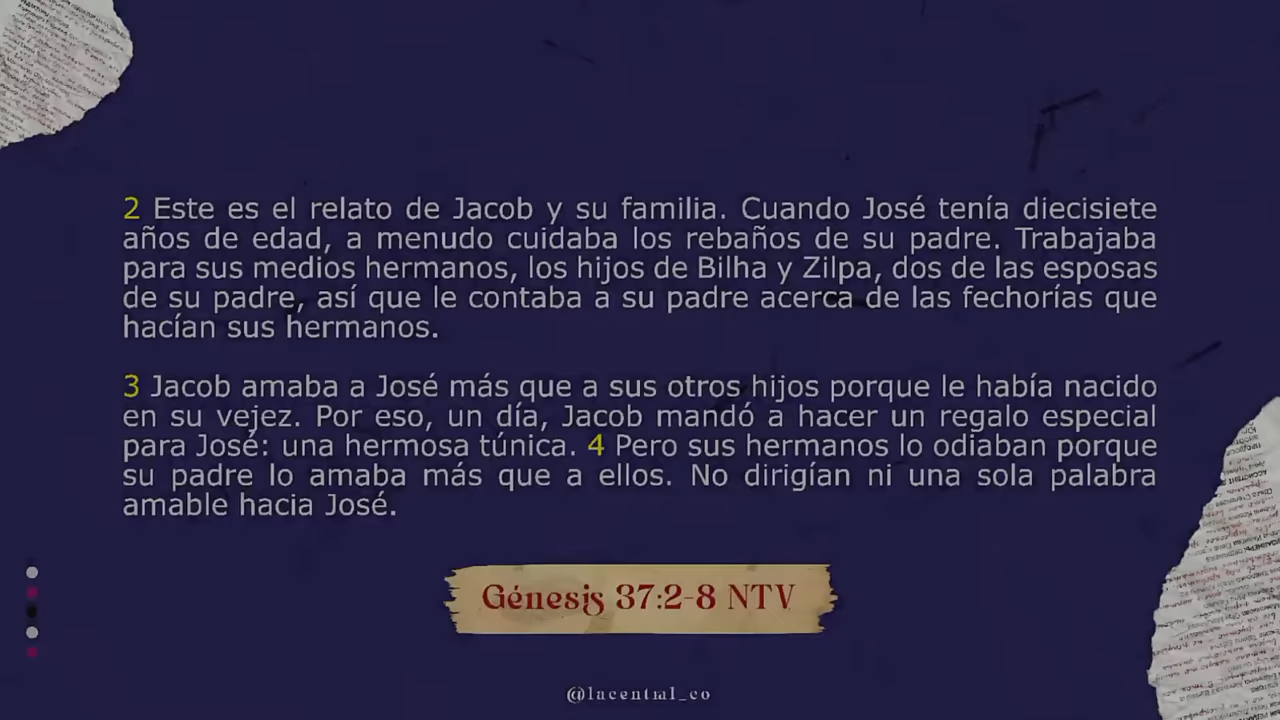 2 Este es el relato de Jacob y su familia. Cuando José tenía diecisiete
años de edad, a menudo cuidaba los rebaños de su padre. Trabajaba
para sus medios hermanos, los hijos de Bilha y Zilpa, dos de las esposas
de su padre, así que le contaba a su padre acerca de las fechorías que
hacían sus hermanos.
3 Jacob amaba a José más que a sus otros hijos porque le había nacido
en su vejez. Por eso, un día, Jacob mandó a hacer un regalo especial
para José: una hermosa túnica. 4 Pero sus hermanos lo odiaban porque
su padre lo amaba más que a ellos. No dirigían ni una sola palabra
amable hacia José.
Génesis 37:2-8 NTV
@lacentral_co